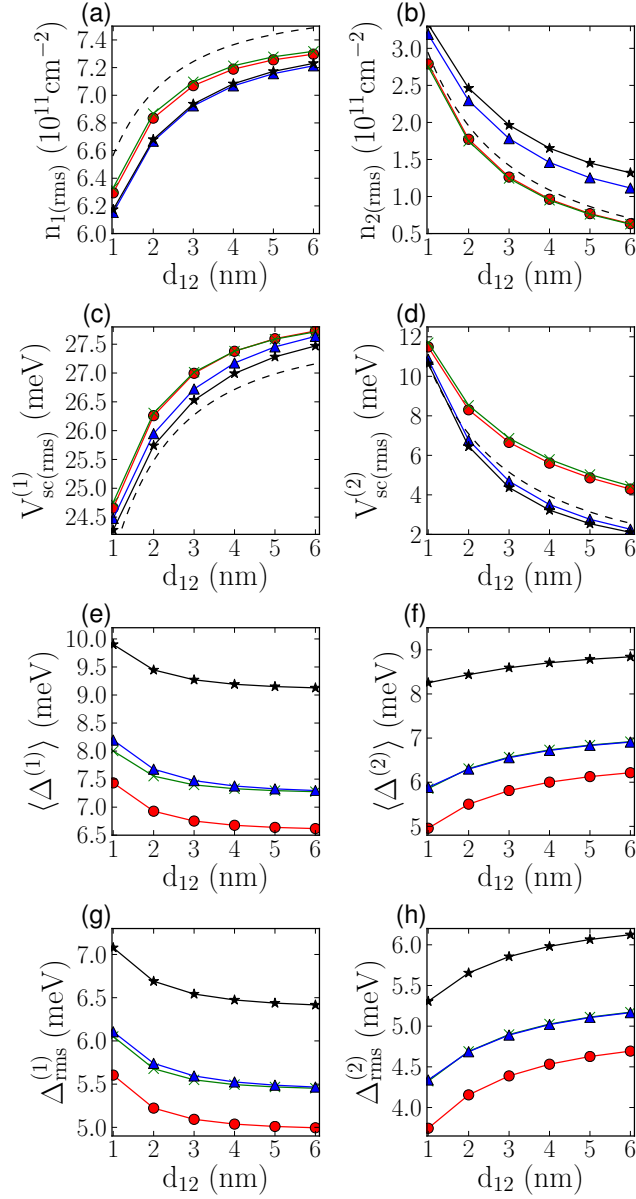 (a)
n₁₍rms₎ (10¹¹cm⁻²)
7.4
7.2
7.0
6.8
6.6
6.4
6.2
6.0
1 2 3 4 5 6
d₁₂ (nm)
(b)
n₂₍rms₎ (10¹¹cm⁻²)
3.0
2.5
2.0
1.5
1.0
0.5
1 2 3 4 5 6
d₁₂ (nm)
(c)
V_{sc(rms)}^{(1)} (meV)
27.5
27.0
26.5
26.0
25.5
25.0
24.5
1 2 3 4 5 6
d₁₂ (nm)
(d)
V_{sc(rms)}^{(2)} (meV)
12
10
8
6
4
2
1 2 3 4 5 6
d₁₂ (nm)
(e)
⟨Δ⁽¹⁾⟩ (meV)
10.0
9.5
9.0
8.5
8.0
7.5
7.0
6.5
1 2 3 4 5 6
d₁₂ (nm)
(f)
⟨Δ⁽²⁾⟩ (meV)
9
8
7
6
5
1 2 3 4 5 6
d₁₂ (nm)
(g)
Δ_{rms}^{(1)} (meV)
7.0
6.5
6.0
5.5
5.0
1 2 3 4 5 6
d₁₂ (nm)
(h)
Δ_{rms}^{(2)} (meV)
6.0
5.5
5.0
4.5
4.0
1 2 3 4 5 6
d₁₂ (nm)